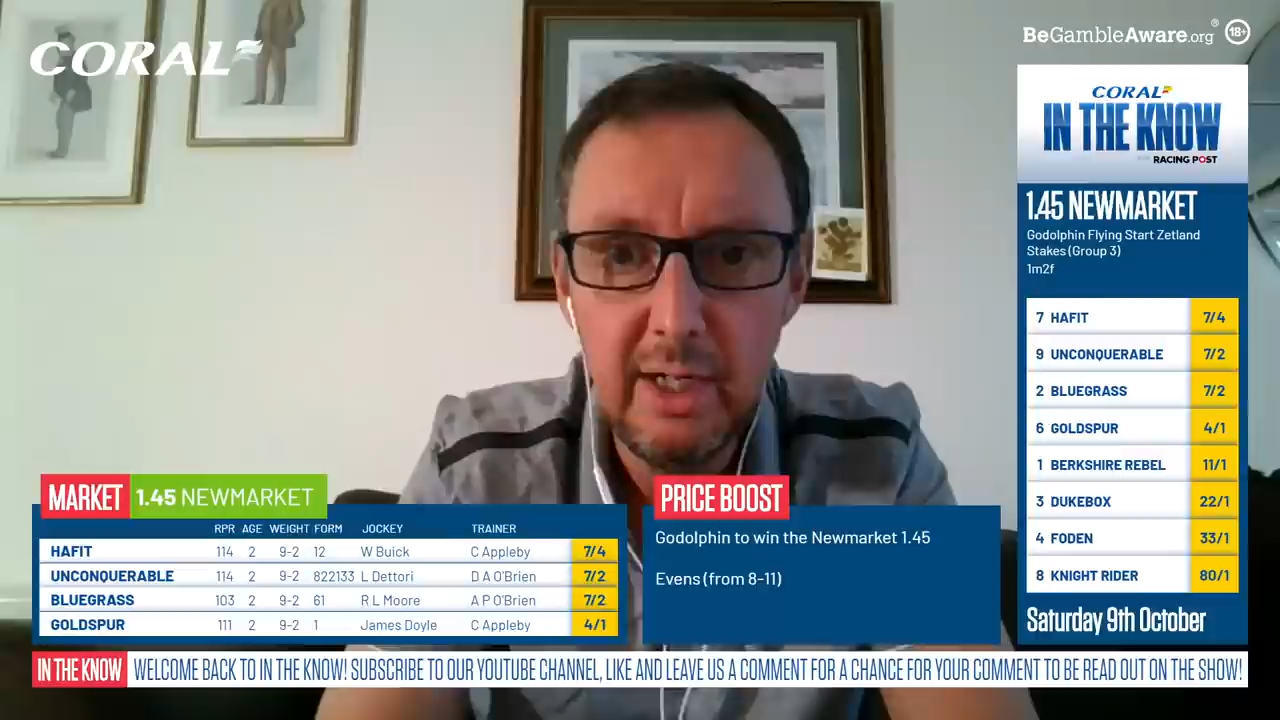 CORAL
BeGambleAware.org® 18+
CORAL
IN THE KNOW
RACING POST
1.45 NEWMARKET
Godolphin Flying Start Zetland
Stakes (Group 3)
1m2f
7 HAFIT 7/4
9 UNCONQUERABLE 7/2
2 BLUEGRASS 7/2
6 GOLDSPUR 4/1
1 BERKSHIRE REBEL 11/1
3 DUKEBOX 22/1
4 FODEN 33/1
8 KNIGHT RIDER 80/1
Saturday 9th October
MARKET 1.45 NEWMARKET
RPR AGE WEIGHT FORM JOCKEY TRAINER
HAFIT 114 2 9-2 12 W Buick C Appleby 7/4
UNCONQUERABLE 114 2 9-2 822133 L Dettori D A O'Brien 7/2
BLUEGRASS 103 2 9-2 61 R L Moore A P O'Brien 7/2
GOLDSPUR 111 2 9-2 1 James Doyle C Appleby 4/1
PRICE BOOST
Godolphin to win the Newmarket 1.45
Evens (from 8-11)
IN THE KNOW WELCOME BACK TO IN THE KNOW! SUBSCRIBE TO OUR YOUTUBE CHANNEL, LIKE AND LEAVE US A COMMENT FOR A CHANCE FOR YOUR COMMENT TO BE READ OUT ON THE SHOW!